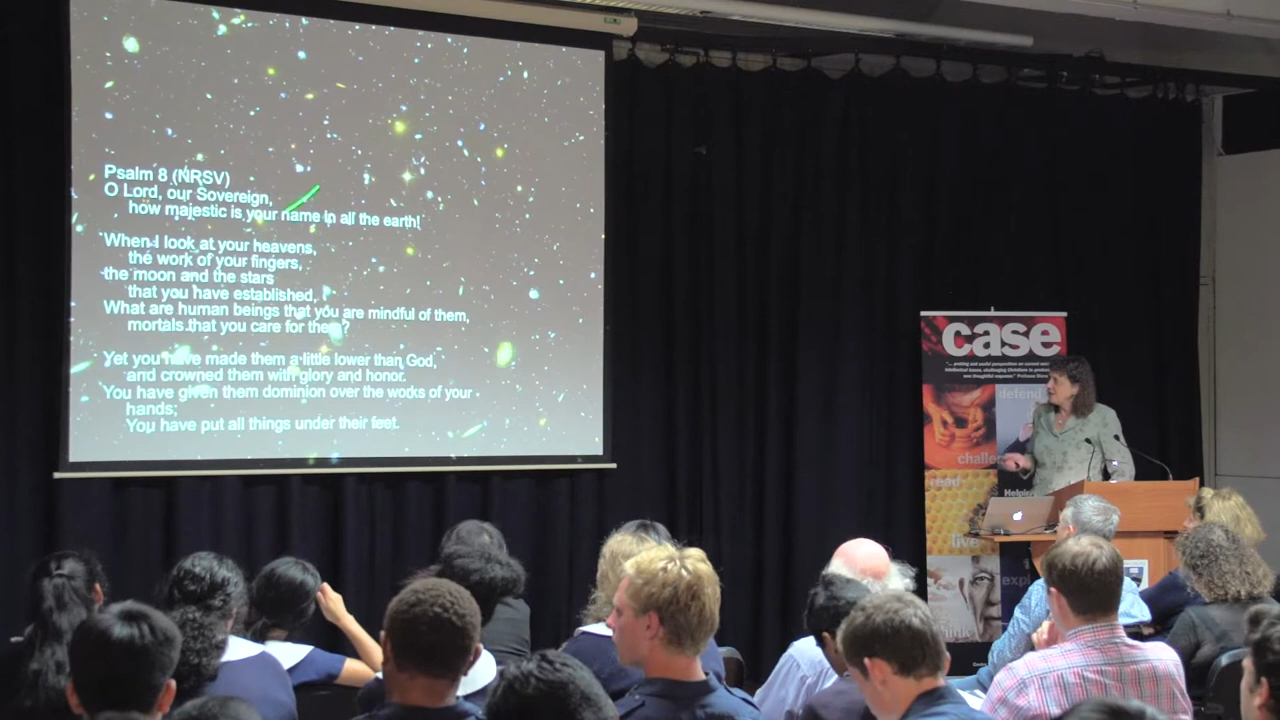 Psalm 8 (NRSV)
O Lord, our Sovereign,
how majestic is your name in all the earth!
When I look at your heavens,
the work of your fingers,
the moon and the stars
that you have established,
What are human beings that you are mindful of them,
mortals that you care for them?
Yet you have made them a little lower than God,
and crowned them with glory and honor.
You have given them dominion over the works of your
hands;
You have put all things under their feet.
case
defend
challen
read
live
expl